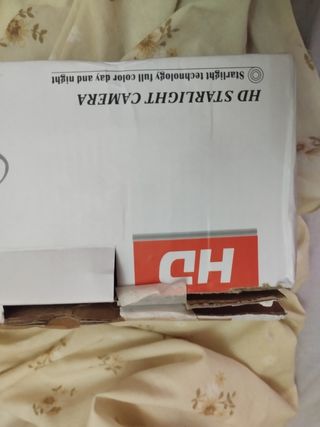 HD
HD STARLIGHT CAMERA
Starlight technology full color day and night